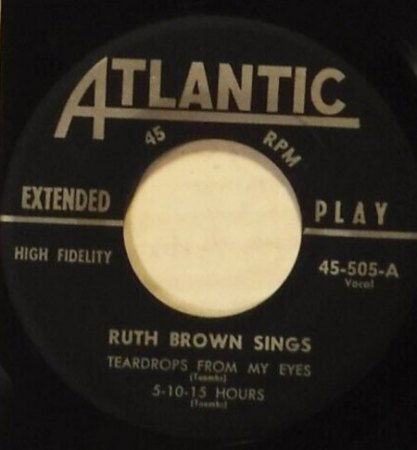 ATLANTIC
45 RPM
EXTENDED PLAY
HIGH FIDELITY 45-505-A
Vocal
RUTH BROWN SINGS
TEARDROPS FROM MY EYES
(Toombs)
5-10-15 HOURS
(Toombs)